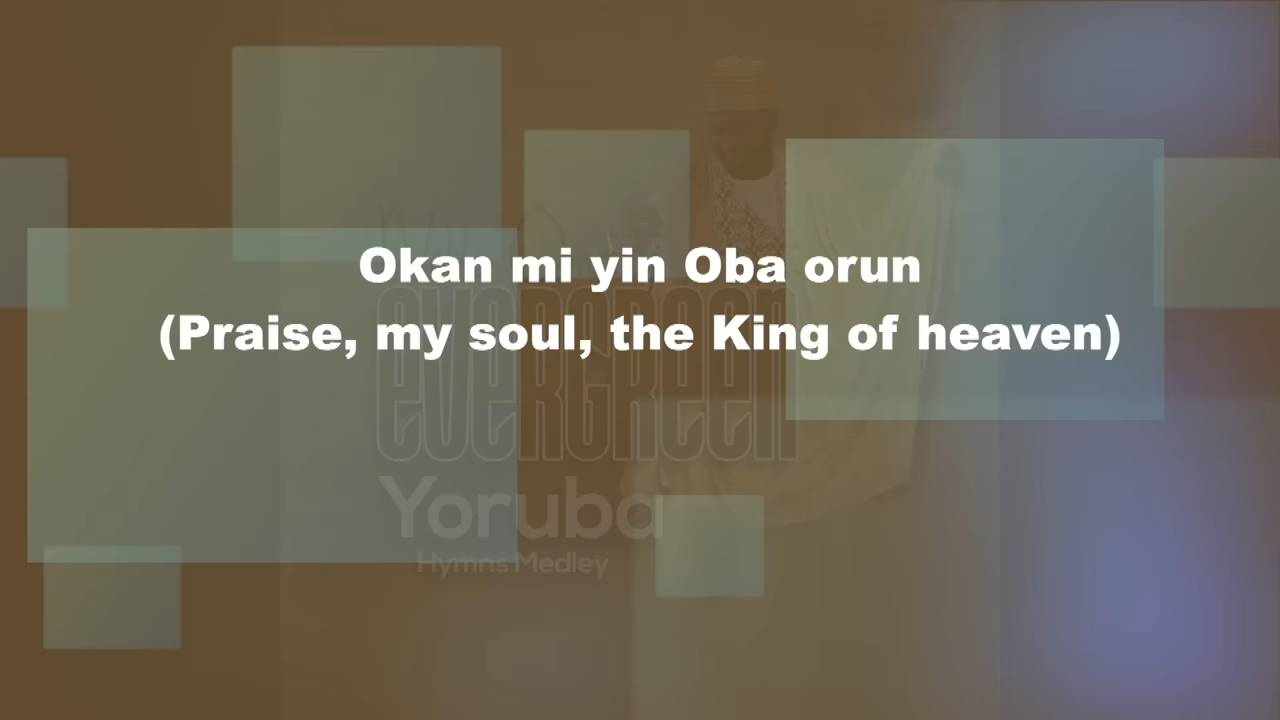 Okan mi yin Oba orun
(Praise, my soul, the King of heaven)
EVERGREEN
Yoruba
Hymns Medley